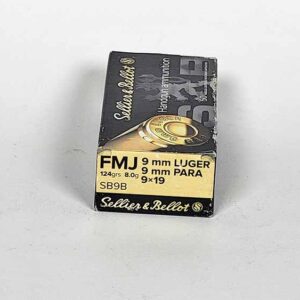 Sellier & Bellot
Handgun ammunition
S&B
FMJ
124grs 8.0g
SB9B
9 mm LUGER
9 mm PARA
9×19
Sellier & Bellot